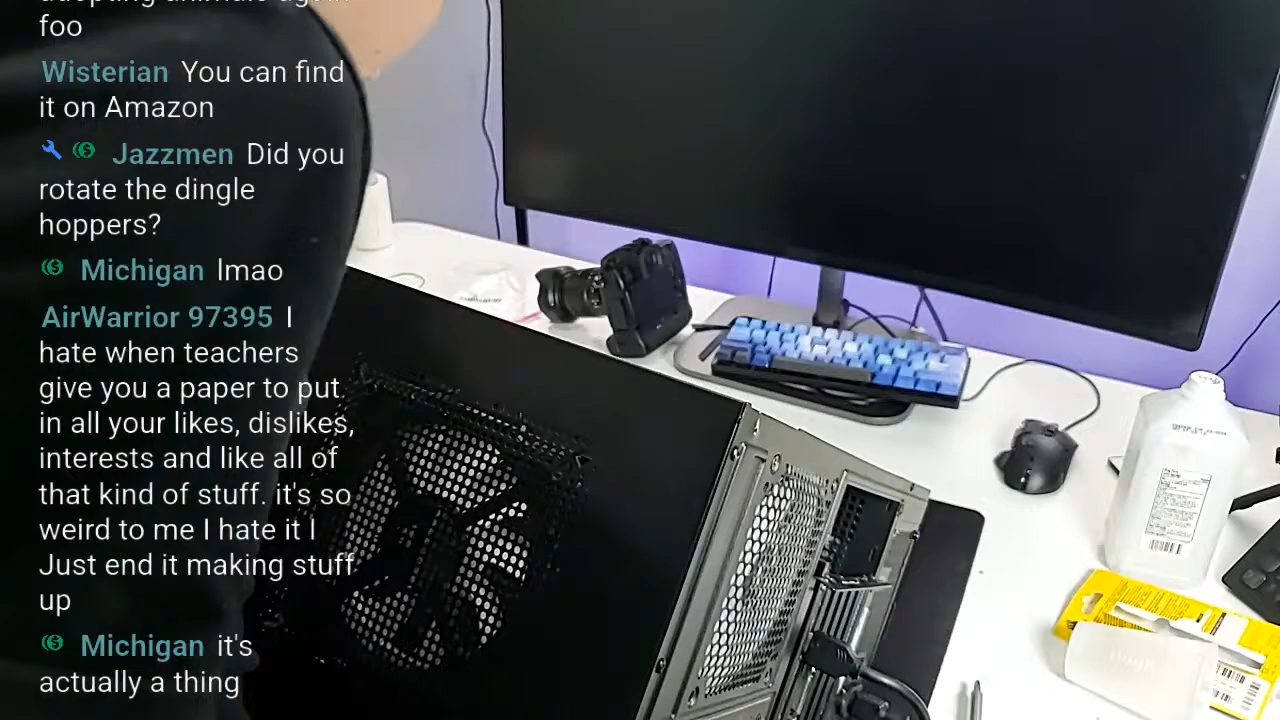 adopting animals again
foo
Wisterian You can find
it on Amazon
Jazzmen Did you
rotate the dingle
hoppers?
Michigan lmao
AirWarrior 97395 I
hate when teachers
give you a paper to put
in all your likes, dislikes,
interests and like all of
that kind of stuff. it's so
weird to me I hate it I
Just end it making stuff
up
Michigan it's
actually a thing